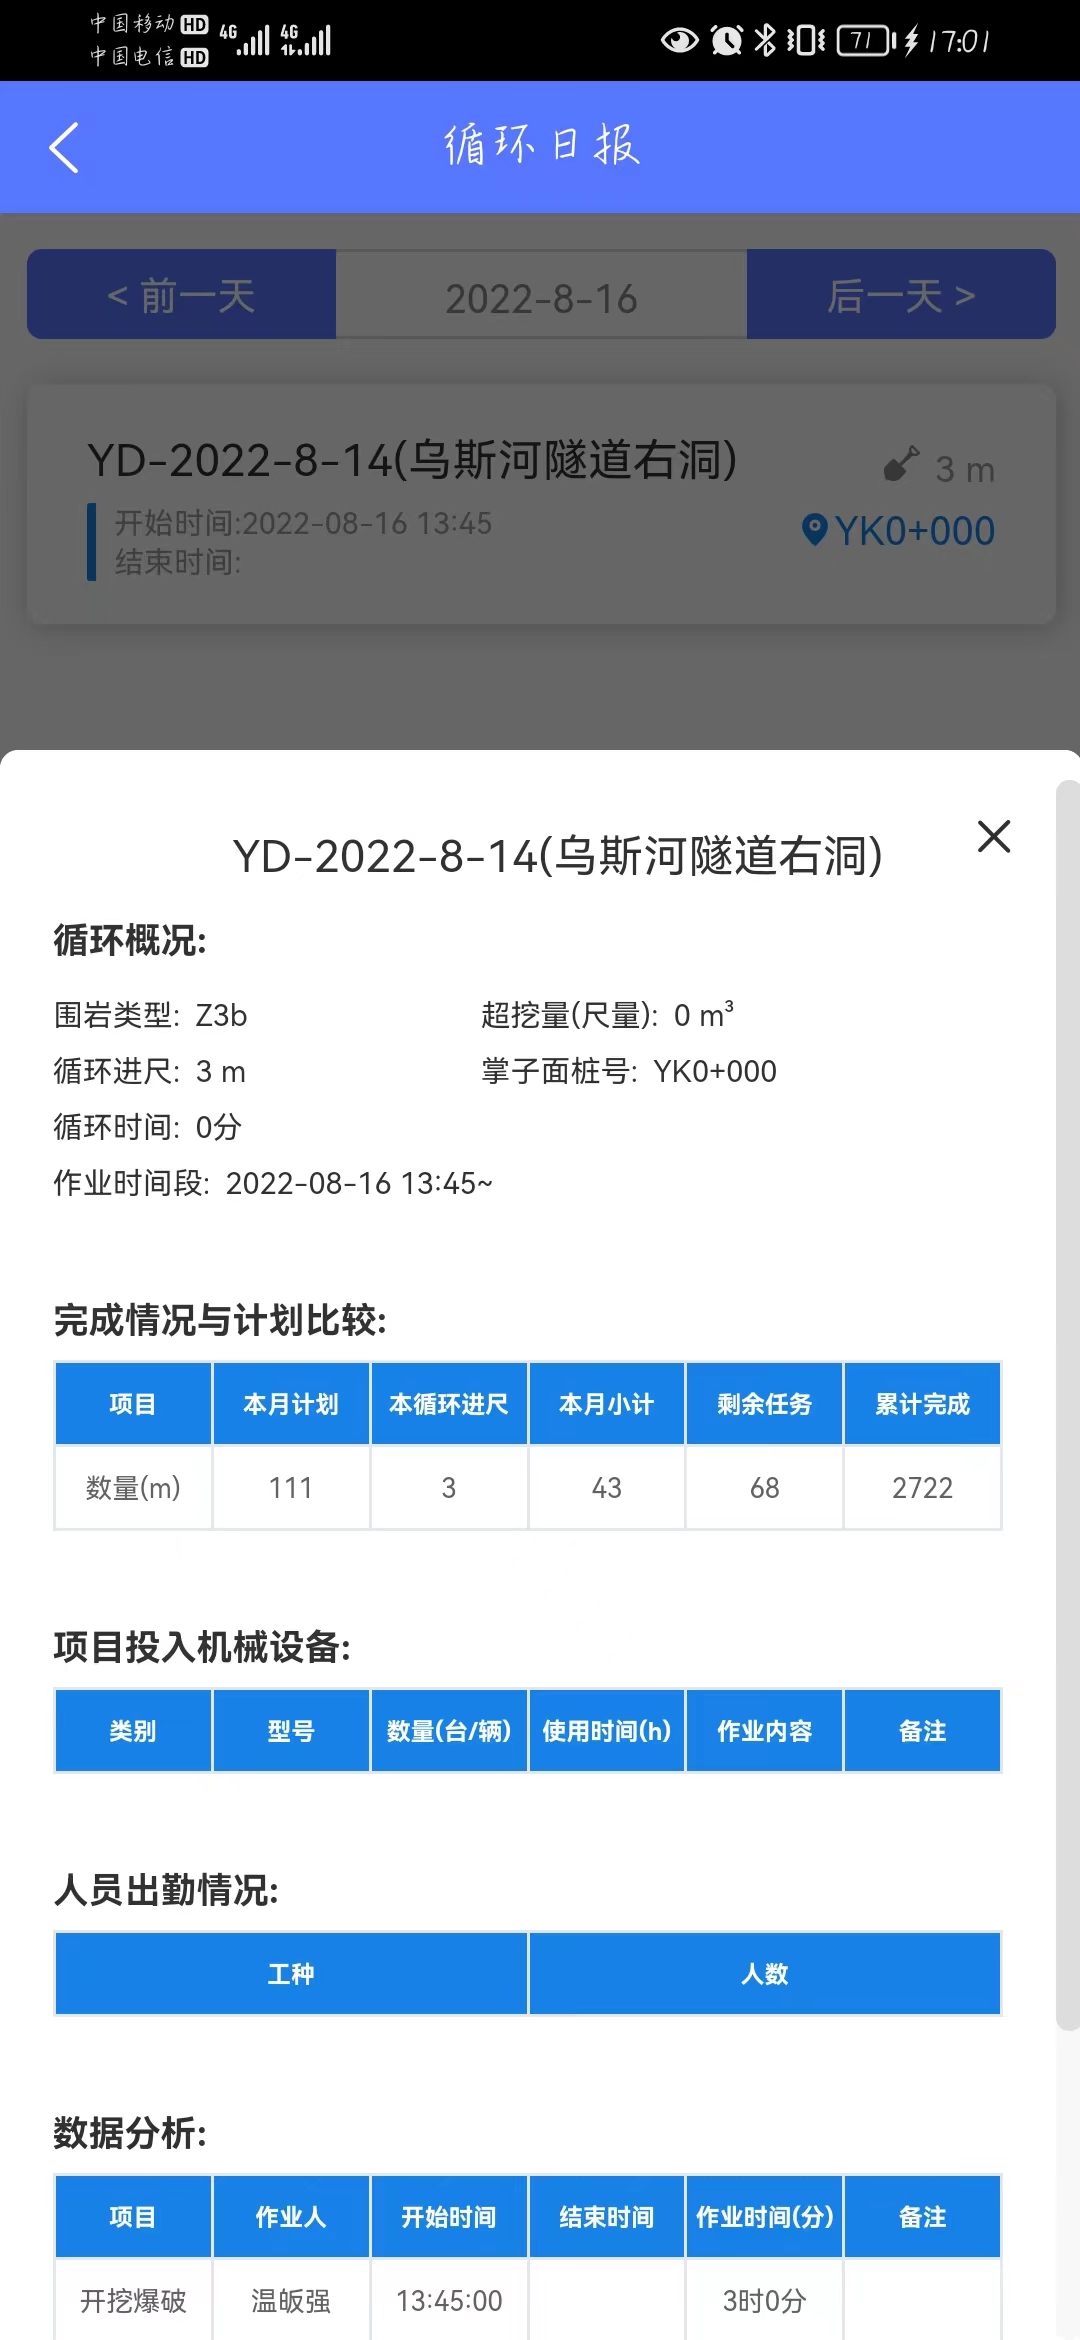 中国移动 HD 4G 4G 71 17:01
中国电信 HD
循环日报
< 前一天 2022-8-16 后一天 >
YD-2022-8-14(乌斯河隧道右洞) 3 m
开始时间:2022-08-16 13:45 YK0+000
结束时间:
YD-2022-8-14(乌斯河隧道右洞)
循环概况:
围岩类型: Z3b 超挖量(尺量): 0 m³
循环进尺: 3 m 掌子面桩号: YK0+000
循环时间: 0分
作业时间段: 2022-08-16 13:45~
完成情况与计划比较:
项目 本月计划 本循环进尺 本月小计 剩余任务 累计完成
数量(m) 111 3 43 68 2722
项目投入机械设备:
类别 型号 数量(台/辆) 使用时间(h) 作业内容 备注
人员出勤情况:
工种 人数
数据分析:
项目 作业人 开始时间 结束时间 作业时间(分) 备注
开挖爆破 温皈强 13:45:00 3时0分